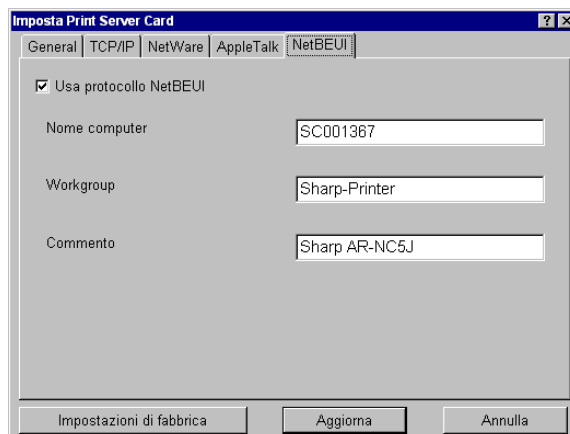 Imposta Print Server Card
General TCP/IP NetWare AppleTalk NetBEUI
Usa protocollo NetBEUI
Nome computer SC001367
Workgroup Sharp-Printer
Commento Sharp AR-NC5J
Impostazioni di fabbrica Aggiorna Annulla